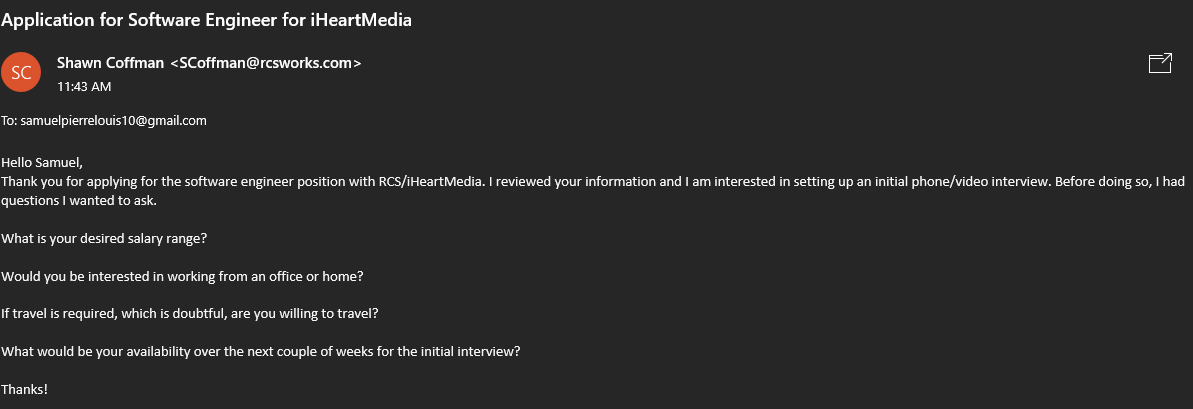 Application for Software Engineer for iHeartMedia
SC
Shawn Coffman <SCoffman@rcsworks.com>
11:43 AM
To: samuelpierrelouis10@gmail.com
Hello Samuel,
Thank you for applying for the software engineer position with RCS/iHeartMedia. I reviewed your information and I am interested in setting up an initial phone/video interview. Before doing so, I had
questions I wanted to ask.
What is your desired salary range?
Would you be interested in working from an office or home?
If travel is required, which is doubtful, are you willing to travel?
What would be your availability over the next couple of weeks for the initial interview?
Thanks!